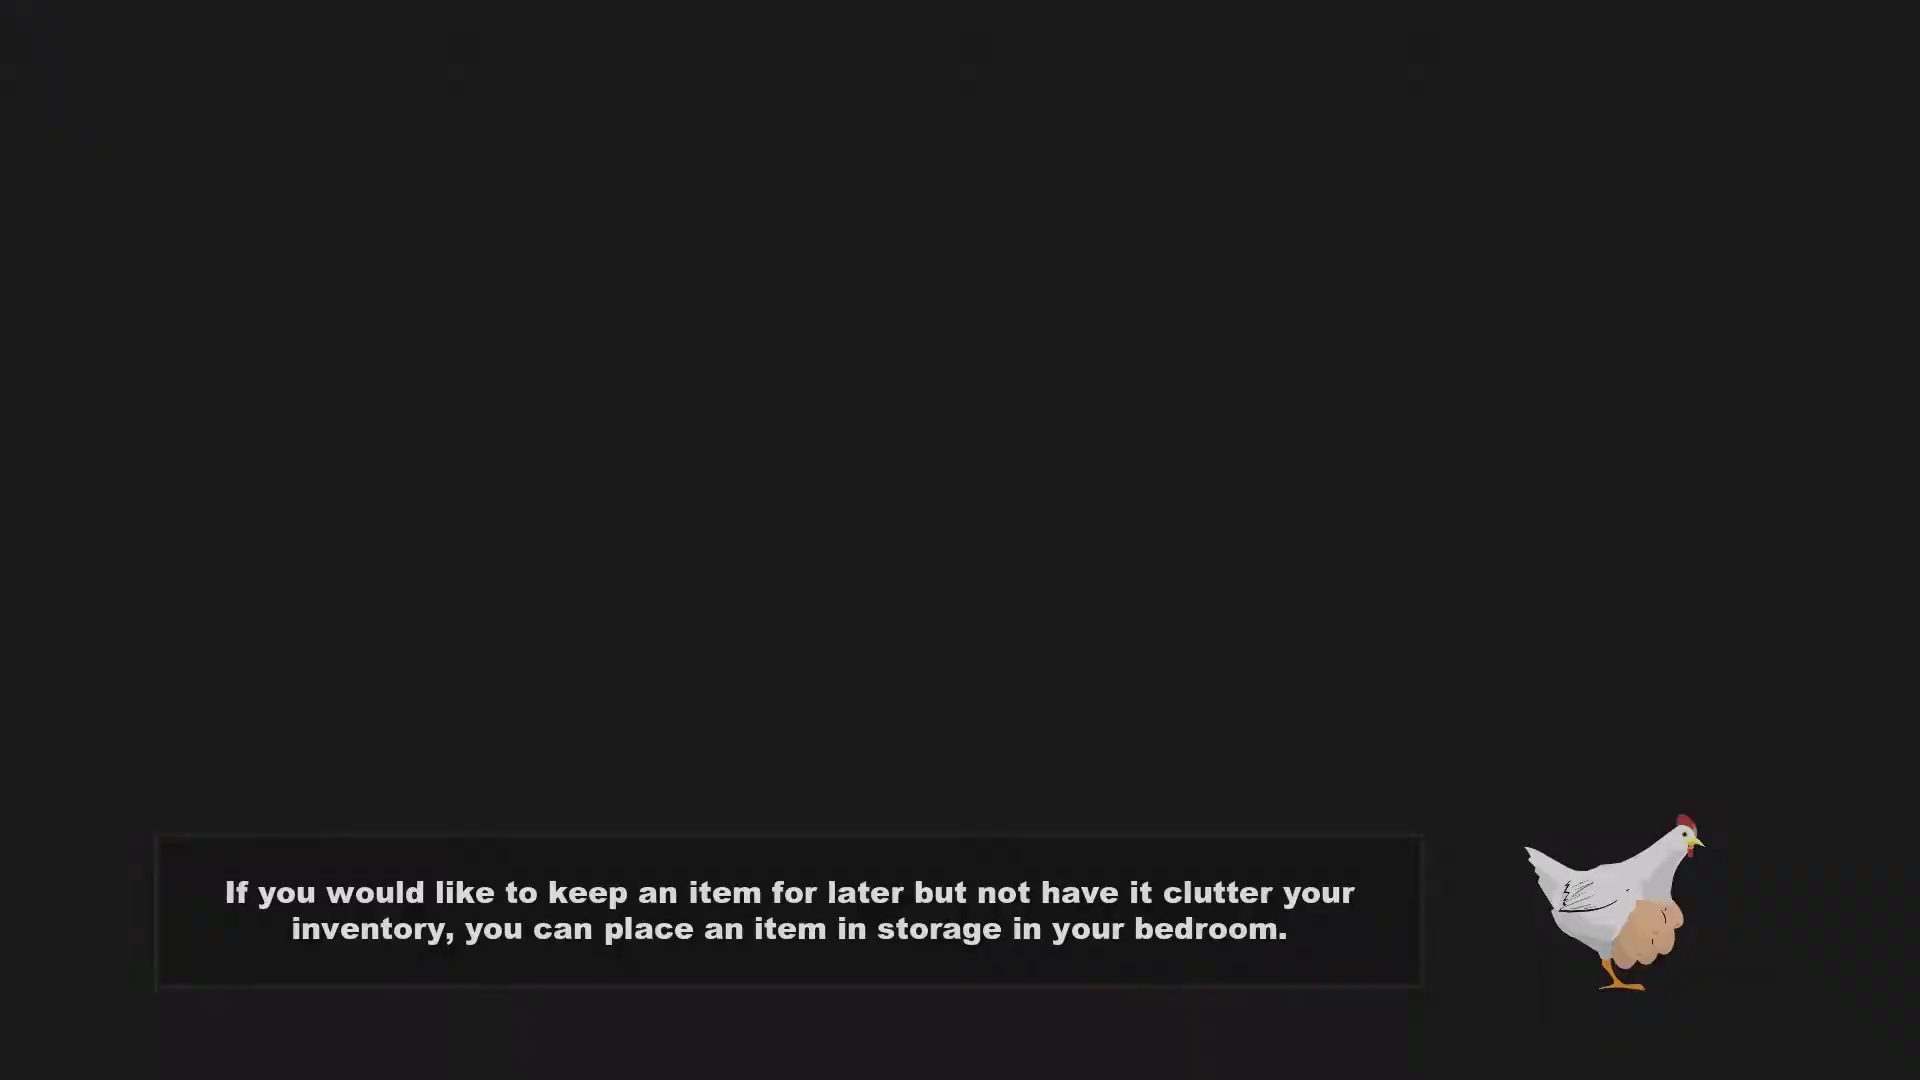 If you would like to keep an item for later but not have it clutter your
inventory, you can place an item in storage in your bedroom.